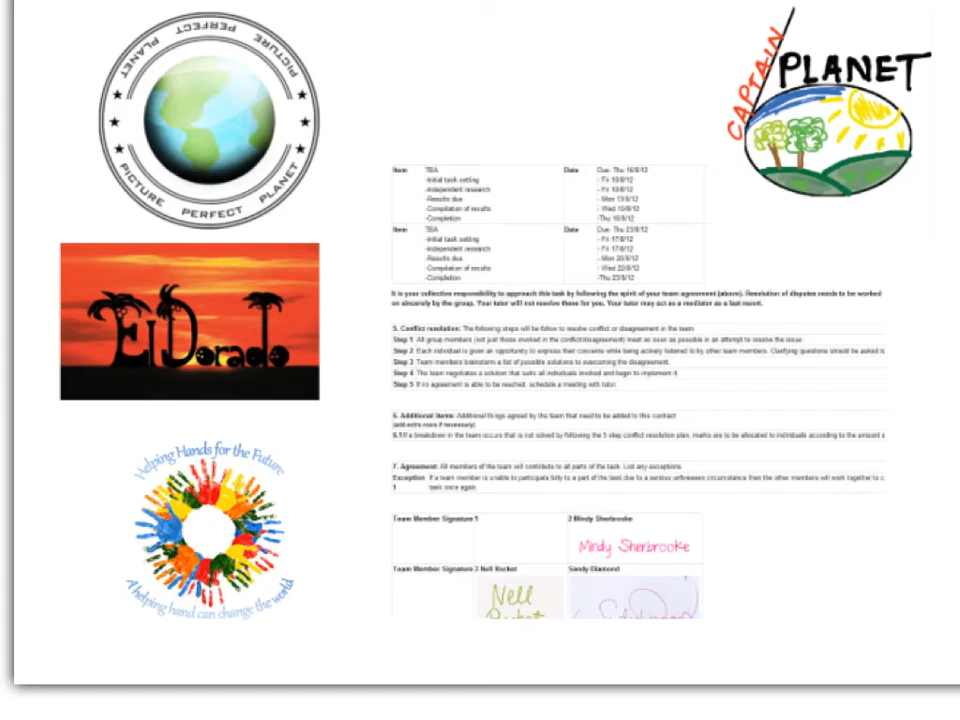 PICTURE PERFECT PLANET
PICTURE PERFECT PLANET
CAPTAIN PLANET
El Dorado
Helping Hands for the Future
A helping hand can change the world
Item TBA Date Due: Thu 16/8/12
-Initial task setting - Fri 10/8/12
-Independent research - Fri 10/8/12
-Results due - Mon 13/8/12
-Compilation of results - Wed 15/8/12
-Completion -Thu 16/8/12
Item TBA Date Due: Thu 23/8/12
-Initial task setting - Fri 17/8/12
-Independent research - Fri 17/8/12
-Results due - Mon 20/8/12
-Compilation of results - Wed 22/8/12
-Completion -Thu 23/8/12
It is your collective responsibility to approach this task by following the spirit of your team agreement (above). Resolution of disputes needs to be worked
on by the group. Your tutor will not resolve these for you. Your tutor may act as a mediator as a last resort.
5. Conflict resolution: The following steps will be follow to resolve conflict or disagreement in the team
Step 1 All group members (not just those involved in the conflict/disagreement) meet as soon as possible in an attempt to resolve the issue.
Step 2 Each individual is given an opportunity to express their concerns while being actively listened to by other team members. Clarifying questions should be asked to
Step 3 Team members brainstorm a list of possible solutions to overcoming the disagreement.
Step 4 The team negotiates a solution that suits all individuals involved and begin to implement it
Step 5 If no agreement is able to be reached, schedule a meeting with tutor.
6. Additional items: Additional things agreed by the team that need to be added to this contract
(add extra rows if necessary)
If a breakdown in the team occurs that is not solved by following the 5 step conflict resolution plan, marks are to be allocated to individuals according to the amount
7. Agreement: All members of the team will contribute to all parts of the task. List any exceptions
Exception If a team member is unable to participate fully to a part of the task due to a serious unforeseen circumstance then the other members will work together to
1 task once again.
Team Member Signature 1 2 Mindy Sherbrooke
Mindy Sherbrooke
Team Member Signature 3 Nell Rocket Sandy Diamond
Nell